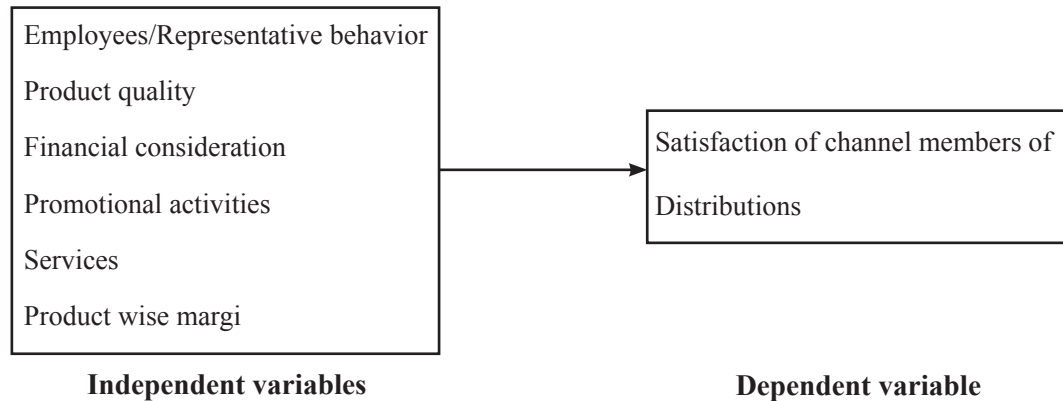 Employees/Representative behavior
Product quality
Financial consideration
Promotional activities
Services
Product wise margi
Independent variables
Satisfaction of channel members of
Distributions
Dependent variable